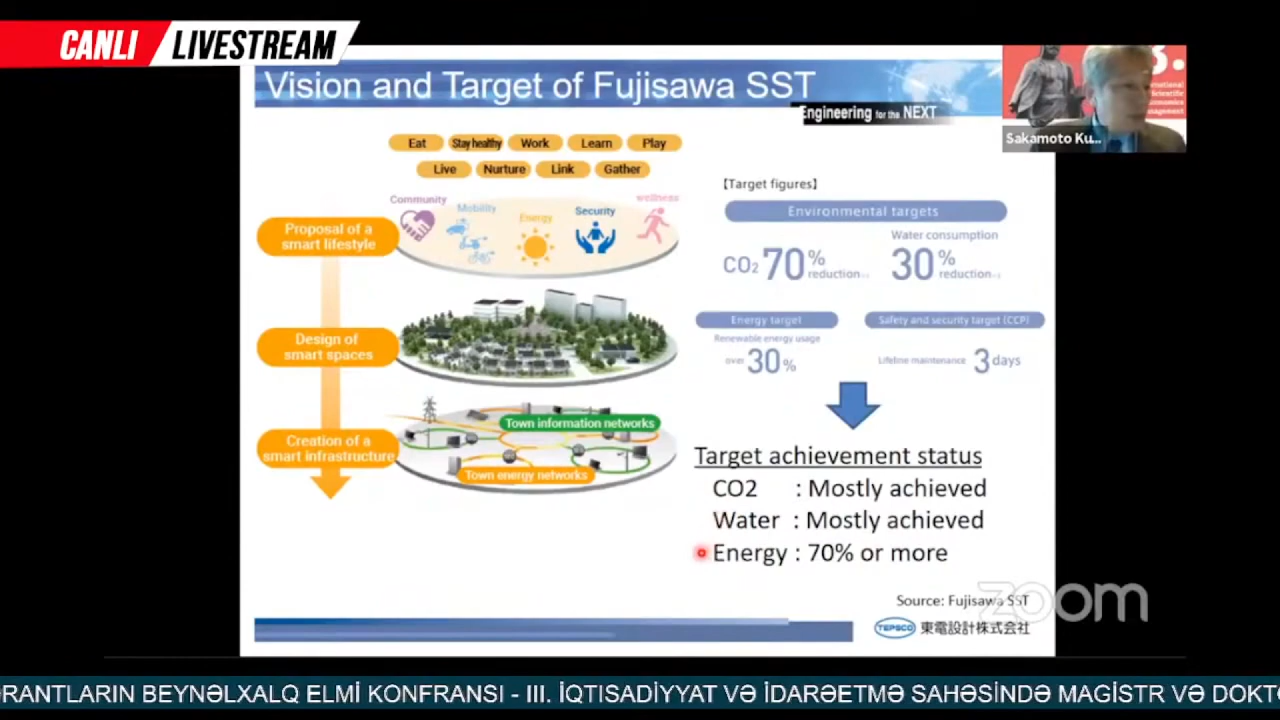 CANLI LIVESTREAM
Vision and Target of Fujisawa SST
Engineering for the NEXT
Sakamoto Ku...
Eat Stay healthy Work Learn Play
Live Nurture Link Gather
Community
Mobility
Energy
Security
wellness
Proposal of a
smart lifestyle
Design of
smart spaces
Creation of a
smart infrastructure
Town information networks
Town energy networks
【Target figures】
Environmental targets
CO2 70% reduction
Water consumption
30% reduction
Energy target
Renewable energy usage
over 30%
Safety and security target (CCP)
Lifeline maintenance 3 days
Target achievement status
CO2 : Mostly achieved
Water : Mostly achieved
Energy : 70% or more
Source: Fujisawa SST
zoom
TEPSCO 東電設計株式会社
ORANTLARIN BEYNƏLXALQ ELMİ KONFRANSI - III. İQTISADİYYAT VƏ İDARƏETMƏ SAHƏSİNDƏ MAGİSTR VƏ DOKTO